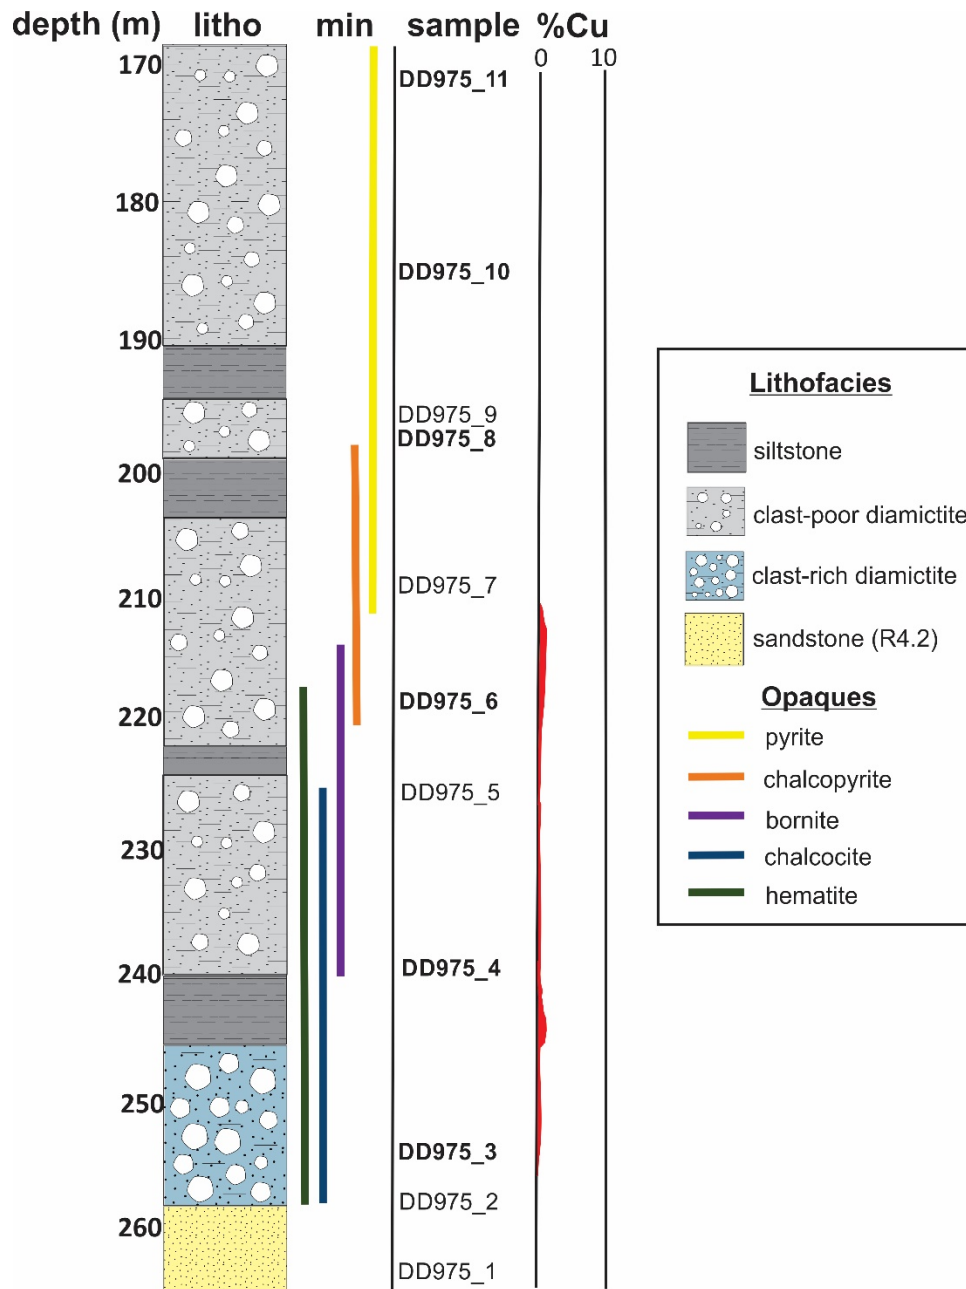 depth (m) litho min sample %Cu
0 10
170
DD975_11
180
DD975_10
190
DD975_9
DD975_8
200
DD975_7
210
DD975_6
220
DD975_5
230
DD975_4
240
250
DD975_3
DD975_2
260
DD975_1
Lithofacies
siltstone
clast-poor diamictite
clast-rich diamictite
sandstone (R4.2)
Opaques
pyrite
chalcopyrite
bornite
chalcocite
hematite